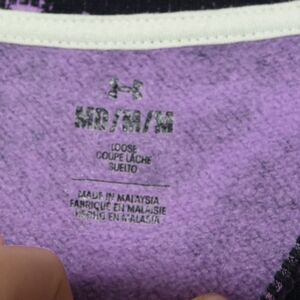 MD/M/M
LOOSE
COUPE LÂCHE
SUELTO
MADE IN MALAYSIA
FABRIQUÉ EN MALAISIE
HECHO EN MALASIA